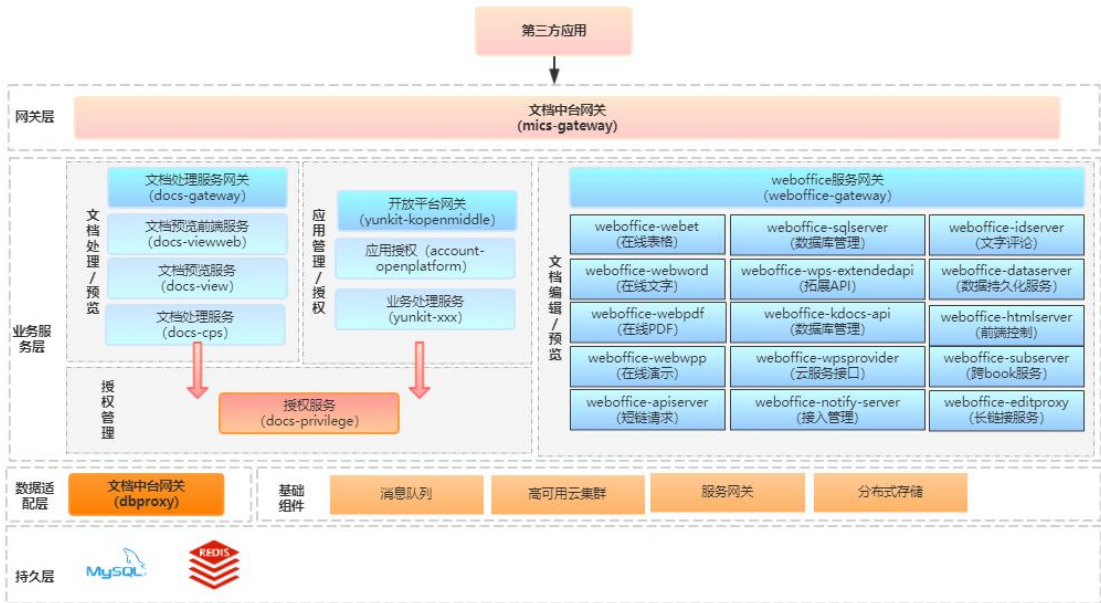 第三方应用
网关层
文档中台网关
(mics-gateway)
业务服
务层
文档处理/预览
文档处理服务网关
(docs-gateway)
文档预览前端服务
(docs-viewweb)
文档预览服务
(docs-view)
文档处理服务
(docs-cps)
应用管理/授权
开放平台网关
(yunkit-kopenmiddle)
应用授权（account-
openplatform)
业务处理服务
(yunkit-xxx)
授权管理
授权服务
(docs-privilege)
文档编辑/预览
weboffice服务网关
(weboffice-gateway)
weboffice-webet
(在线表格)
weboffice-sqlserver
(数据库管理)
weboffice-idserver
(文字评论)
weboffice-webword
(在线文字)
weboffice-wps-extendedapi
(拓展API)
weboffice-dataserver
(数据持久化服务)
weboffice-webpdf
(在线PDF)
weboffice-kdocs-api
(数据库管理)
weboffice-htmlserver
(前端控制)
weboffice-webwpp
(在线演示)
weboffice-wpsprovider
(云服务接口)
weboffice-subserver
(跨book服务)
weboffice-apiserver
(短链请求)
weboffice-notify-server
(接入管理)
weboffice-editproxy
(长链接服务)
数据适
配层
文档中台网关
(dbproxy)
基础
组件
消息队列
高可用云集群
服务网关
分布式存储
持久层
MySQL
REDIS